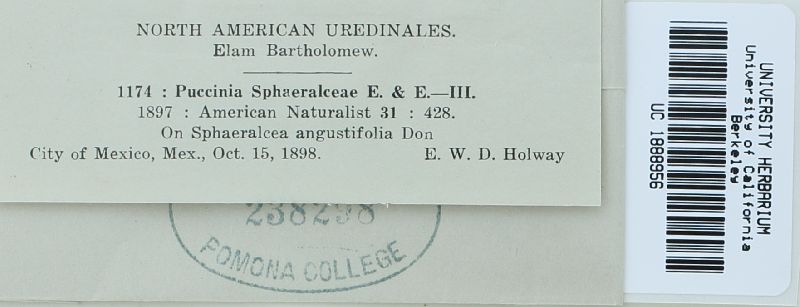 NORTH AMERICAN UREDINALES.
Elam Bartholomew.
1174 : Puccinia Sphaeralceae E. & E.—III.
1897 : American Naturalist 31 : 428.
On Sphaeralcea angustifolia Don
City of Mexico, Mex., Oct. 15, 1898. E. W. D. Holway
238298
POMONA COLLEGE
UNIVERSITY HERBARIUM
University of California
Berkeley
UC 1888956